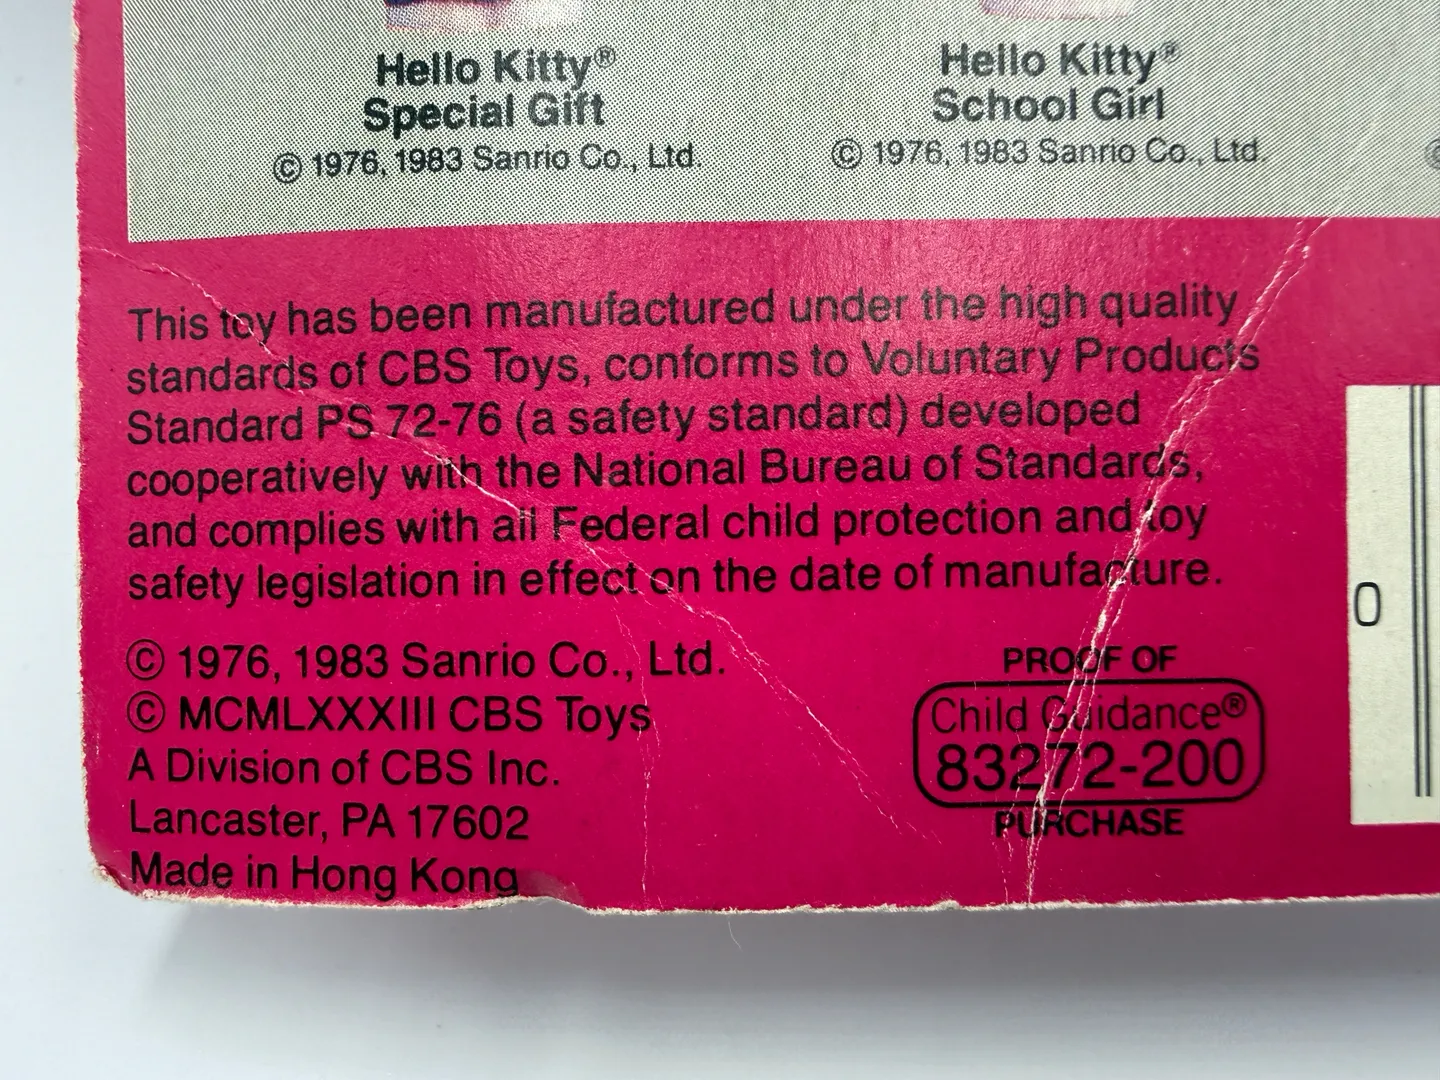 Hello Kitty®
Special Gift
© 1976, 1983 Sanrio Co., Ltd.
Hello Kitty®
School Girl
© 1976, 1983 Sanrio Co., Ltd.
©
This toy has been manufactured under the high quality
standards of CBS Toys, conforms to Voluntary Products
Standard PS 72-76 (a safety standard) developed
cooperatively with the National Bureau of Standards,
and complies with all Federal child protection and toy
safety legislation in effect on the date of manufacture.
© 1976, 1983 Sanrio Co., Ltd.
© MCMLXXXIII CBS Toys
A Division of CBS Inc.
Lancaster, PA 17602
Made in Hong Kong
PROOF OF
Child Guidance®
83272-200
PURCHASE
0